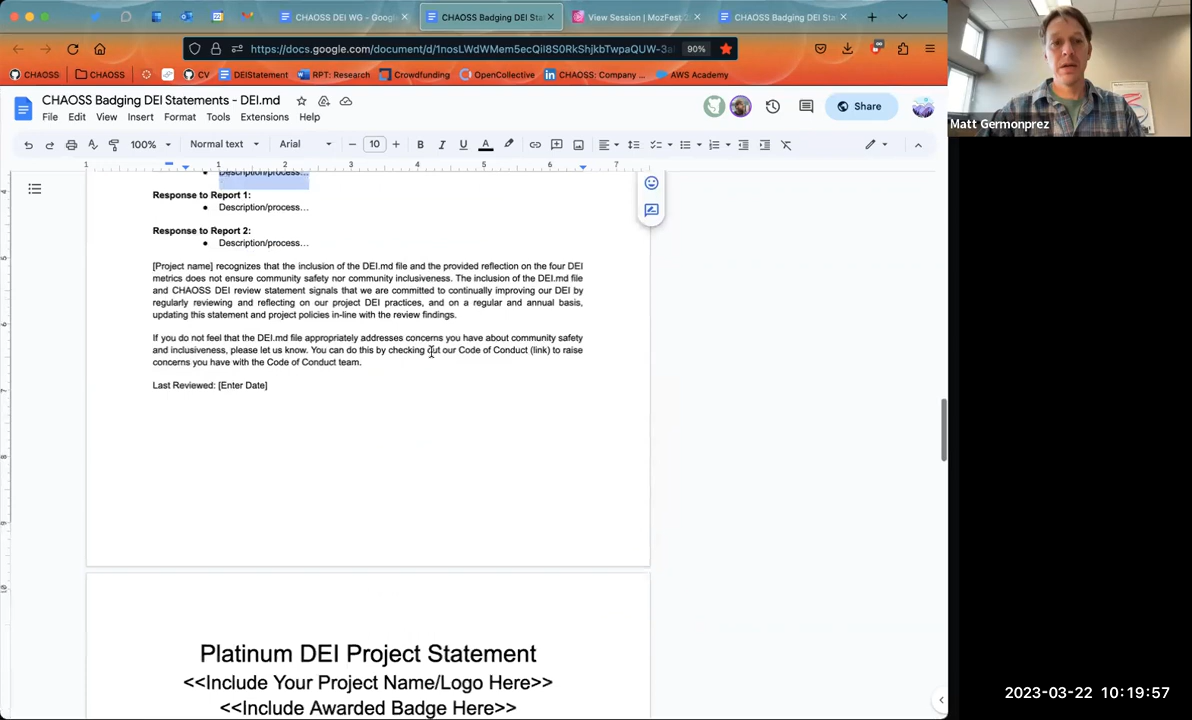 CHAOSS DEI WG - Google
CHAOSS Badging DEI Sta
View Session | MozFest
CHAOSS Badging DEI Sta
https://docs.google.com/document/d/1nosLWdWMem5ecQil8S0RkShjkbTwpaQUW-3a
90%
CHAOSS
CHAOSS
CV
DEIStatement
RPT: Research
Crowdfunding
OpenCollective
CHAOSS: Company ...
AWS Academy
CHAOSS Badging DEI Statements - DEI.md
File Edit View Insert Format Tools Extensions Help
Share
100%
Normal text
Arial
10
Description/process...
Response to Report 1:
Description/process...
Response to Report 2:
Description/process...
[Project name] recognizes that the inclusion of the DEI.md file and the provided reflection on the four DEI
metrics does not ensure community safety nor community inclusiveness. The inclusion of the DEI.md file
and CHAOSS DEI review statement signals that we are committed to continually improving our DEI by
regularly reviewing and reflecting on our project DEI practices, and on a regular and annual basis,
updating this statement and project policies in-line with the review findings.
If you do not feel that the DEI.md file appropriately addresses concerns you have about community safety
and inclusiveness, please let us know. You can do this by checking out our Code of Conduct (link) to raise
concerns you have with the Code of Conduct team.
Last Reviewed: [Enter Date]
Platinum DEI Project Statement
<<Include Your Project Name/Logo Here>>
<<Include Awarded Badge Here>>
Matt Germonprez
2023-03-22 10:19:57